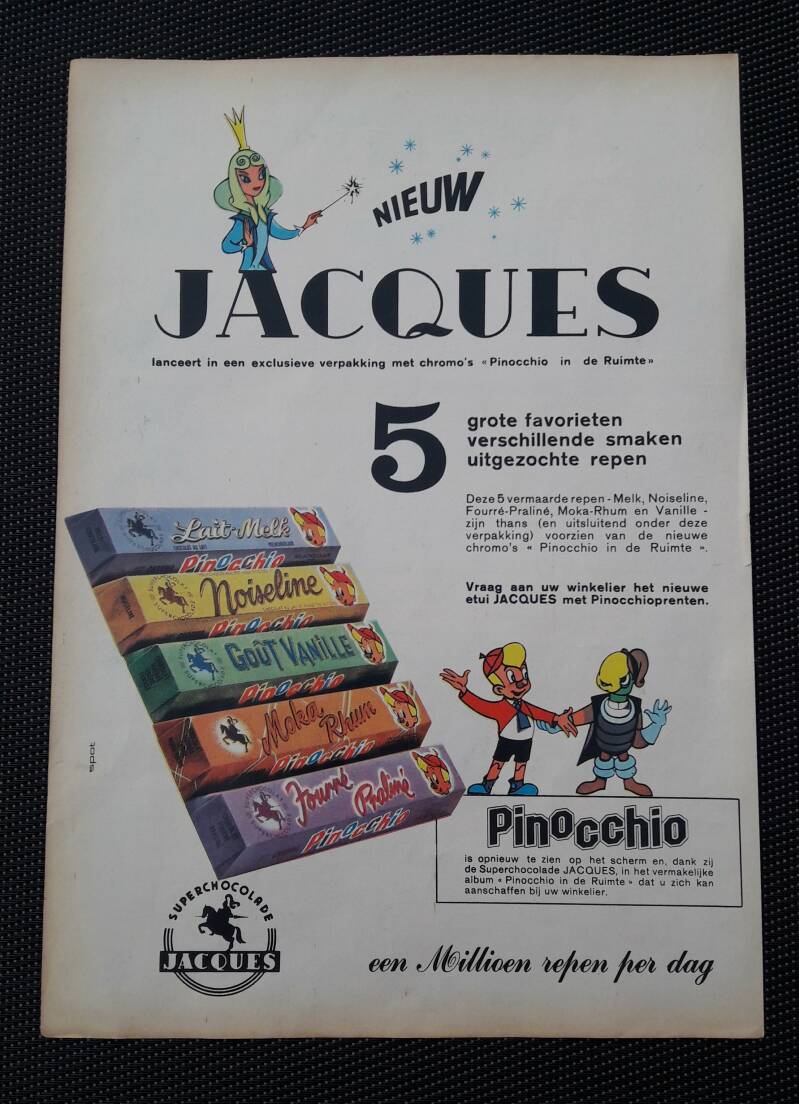 NIEUW
JACQUES
lanceert in een exclusieve verpakking met chromo's «Pinocchio in de Ruimte»
5
grote favorieten
verschillende smaken
uitgezochte repen
Deze 5 vermaarde repen - Melk, Noiseline,
Fourré-Praliné, Moka-Rhum en Vanille -
zijn thans (en uitsluitend onder deze
verpakking) voorzien van de nieuwe
chromo's « Pinocchio in de Ruimte ».
Vraag aan uw winkelier het nieuwe
etui JACQUES met Pinocchioprenten.
Lait-Melk
Pinocchio
Noiseline
Pinocchio
GOÛT VANILLE
Pinocchio
Moka
Rhum
Pinocchio
Fourré
Praliné
Pinocchio
spot
Pinocchio
is opnieuw te zien op het scherm en, dank zij
de Superchocolade JACQUES, in het vermakelijke
album « Pinocchio in de Ruimte » dat u zich kan
aanschaffen bij uw winkelier.
SUPERCHOCOLADE
JACQUES
een Millioen repen per dag